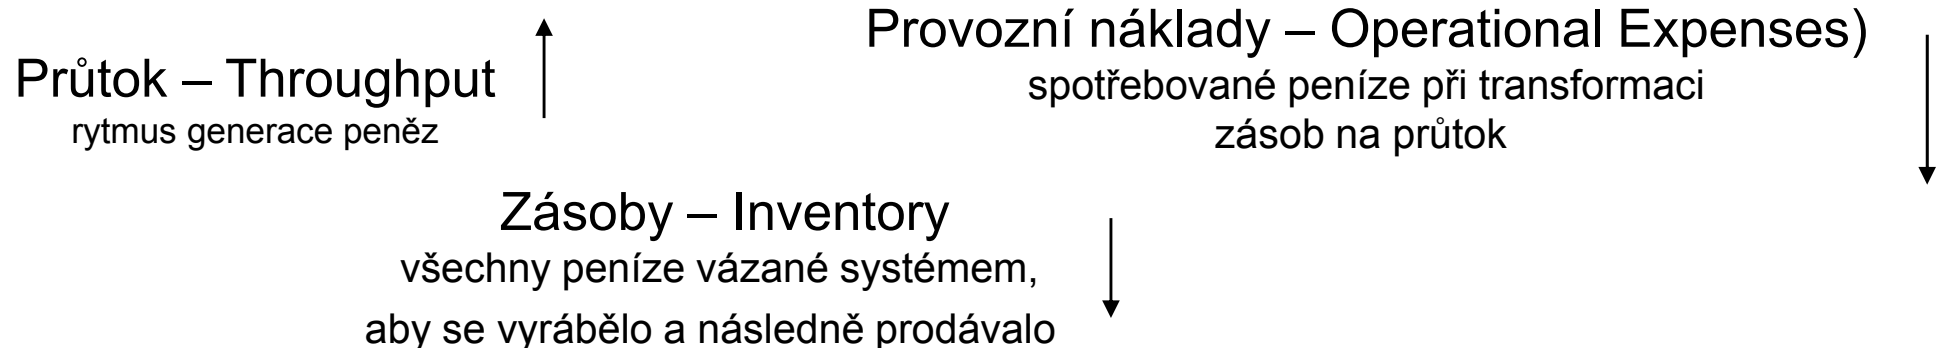 Průtok – Throughput
rytmus generace peněz
Provozní náklady – Operational Expenses)
spotřebované peníze při transformaci
zásob na průtok
Zásoby – Inventory
všechny peníze vázané systémem,
aby se vyrábělo a následně prodávalo